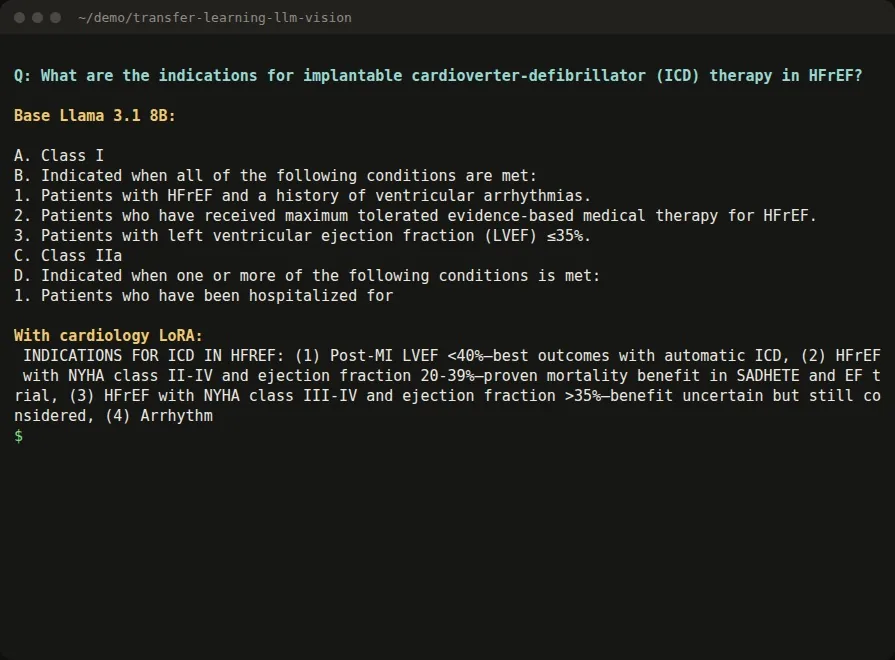 ~/demo/transfer-learning-llm-vision
Q: What are the indications for implantable cardioverter-defibrillator (ICD) therapy in HFrEF?
Base Llama 3.1 8B:
A. Class I
B. Indicated when all of the following conditions are met:
1. Patients with HFrEF and a history of ventricular arrhythmias.
2. Patients who have received maximum tolerated evidence-based medical therapy for HFrEF.
3. Patients with left ventricular ejection fraction (LVEF) ≤35%.
C. Class IIa
D. Indicated when one or more of the following conditions is met:
1. Patients who have been hospitalized for
With cardiology LoRA:
INDICATIONS FOR ICD IN HFREF: (1) Post-MI LVEF <40%—best outcomes with automatic ICD, (2) HFrEF
with NYHA class II-IV and ejection fraction 20-39%—proven mortality benefit in SADHETE and EF t
rial, (3) HFrEF with NYHA class III-IV and ejection fraction >35%—benefit uncertain but still co
nsidered, (4) Arrhythm
$